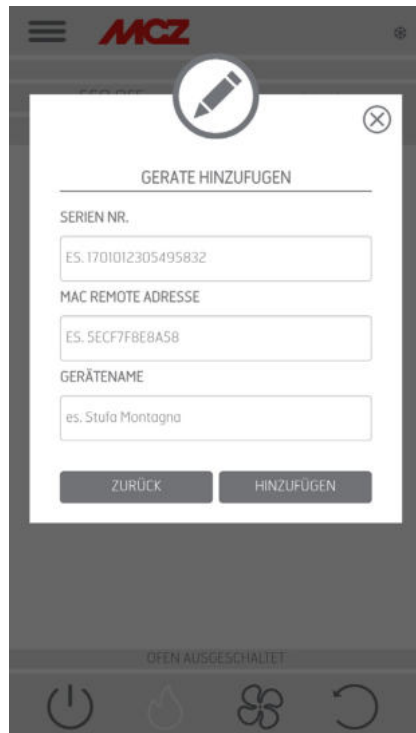 MCZ
GERATE HINZUFUGEN
SERIEN NR.
ES. 1701012305495832
MAC REMOTE ADRESSE
ES. 5ECF7F8E8A58
GERÄTENAME
es. Stufa Montagna
ZURÜCK
HINZUFÜGEN
OFEN AUSGESCHALTET